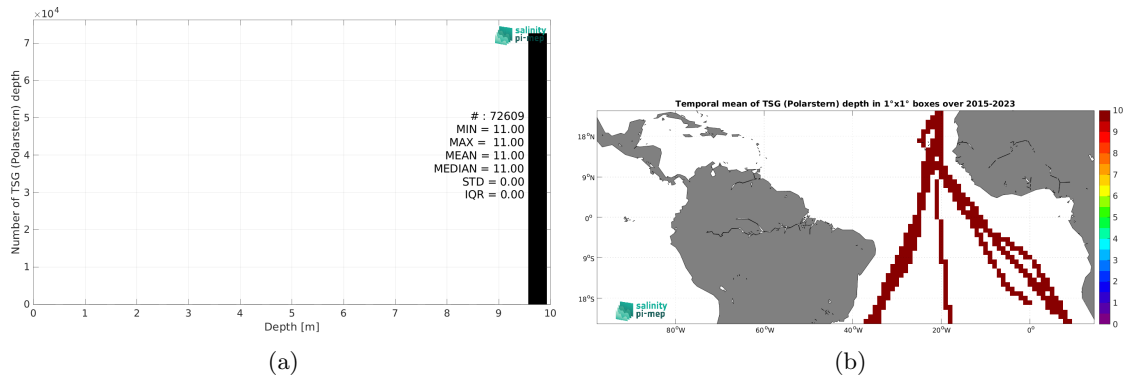 ×10⁴
7
6
5
4
3
2
1
0
Number of TSG (Polarstern) depth
salinity
pi-mep
# : 72609
MIN = 11.00
MAX = 11.00
MEAN = 11.00
MEDIAN = 11.00
STD = 0.00
IQR = 0.00
0 1 2 3 4 5 6 7 8 9 10
Depth [m]
(a)
Temporal mean of TSG (Polarstern) depth in 1°x1° boxes over 2015-2023
18°N
9°N
0°
9°S
18°S
salinity
pi-mep
80°W 60°W 40°W 20°W 0°
10
9
8
7
6
5
4
3
2
1
0
(b)